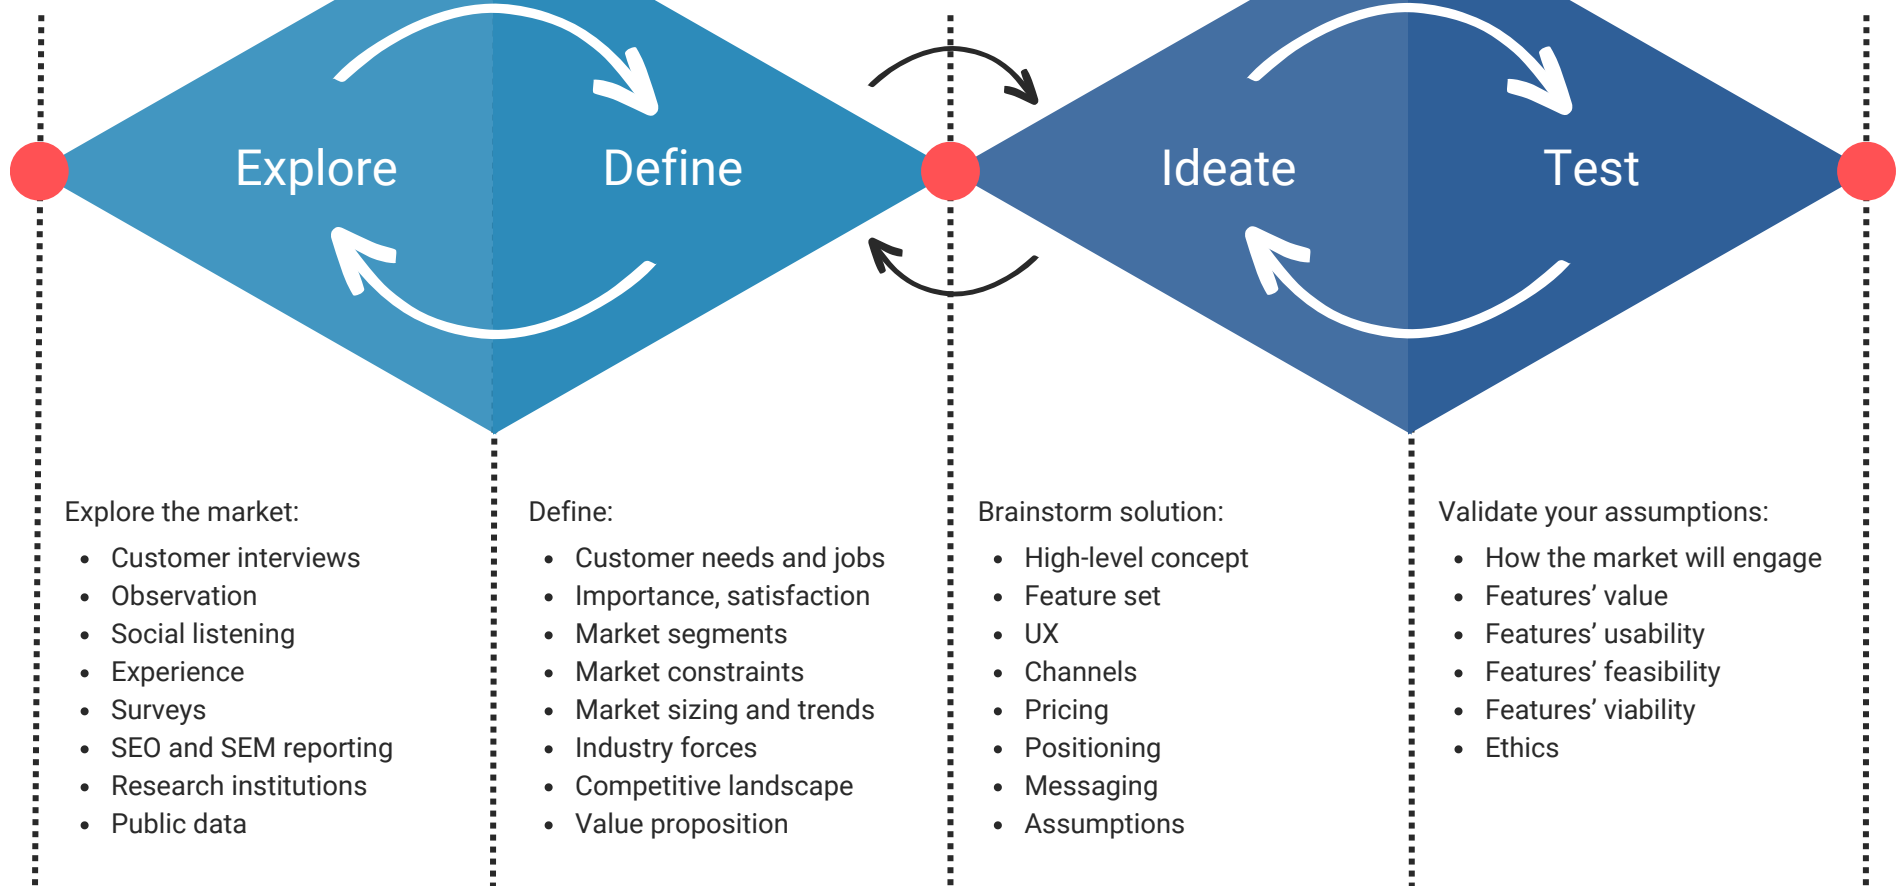 Explore
Define
Ideate
Test
Explore the market:
• Customer interviews
• Observation
• Social listening
• Experience
• Surveys
• SEO and SEM reporting
• Research institutions
• Public data
Define:
• Customer needs and jobs
• Importance, satisfaction
• Market segments
• Market constraints
• Market sizing and trends
• Industry forces
• Competitive landscape
• Value proposition
Brainstorm solution:
• High-level concept
• Feature set
• UX
• Channels
• Pricing
• Positioning
• Messaging
• Assumptions
Validate your assumptions:
• How the market will engage
• Features’ value
• Features’ usability
• Features’ feasibility
• Features’ viability
• Ethics